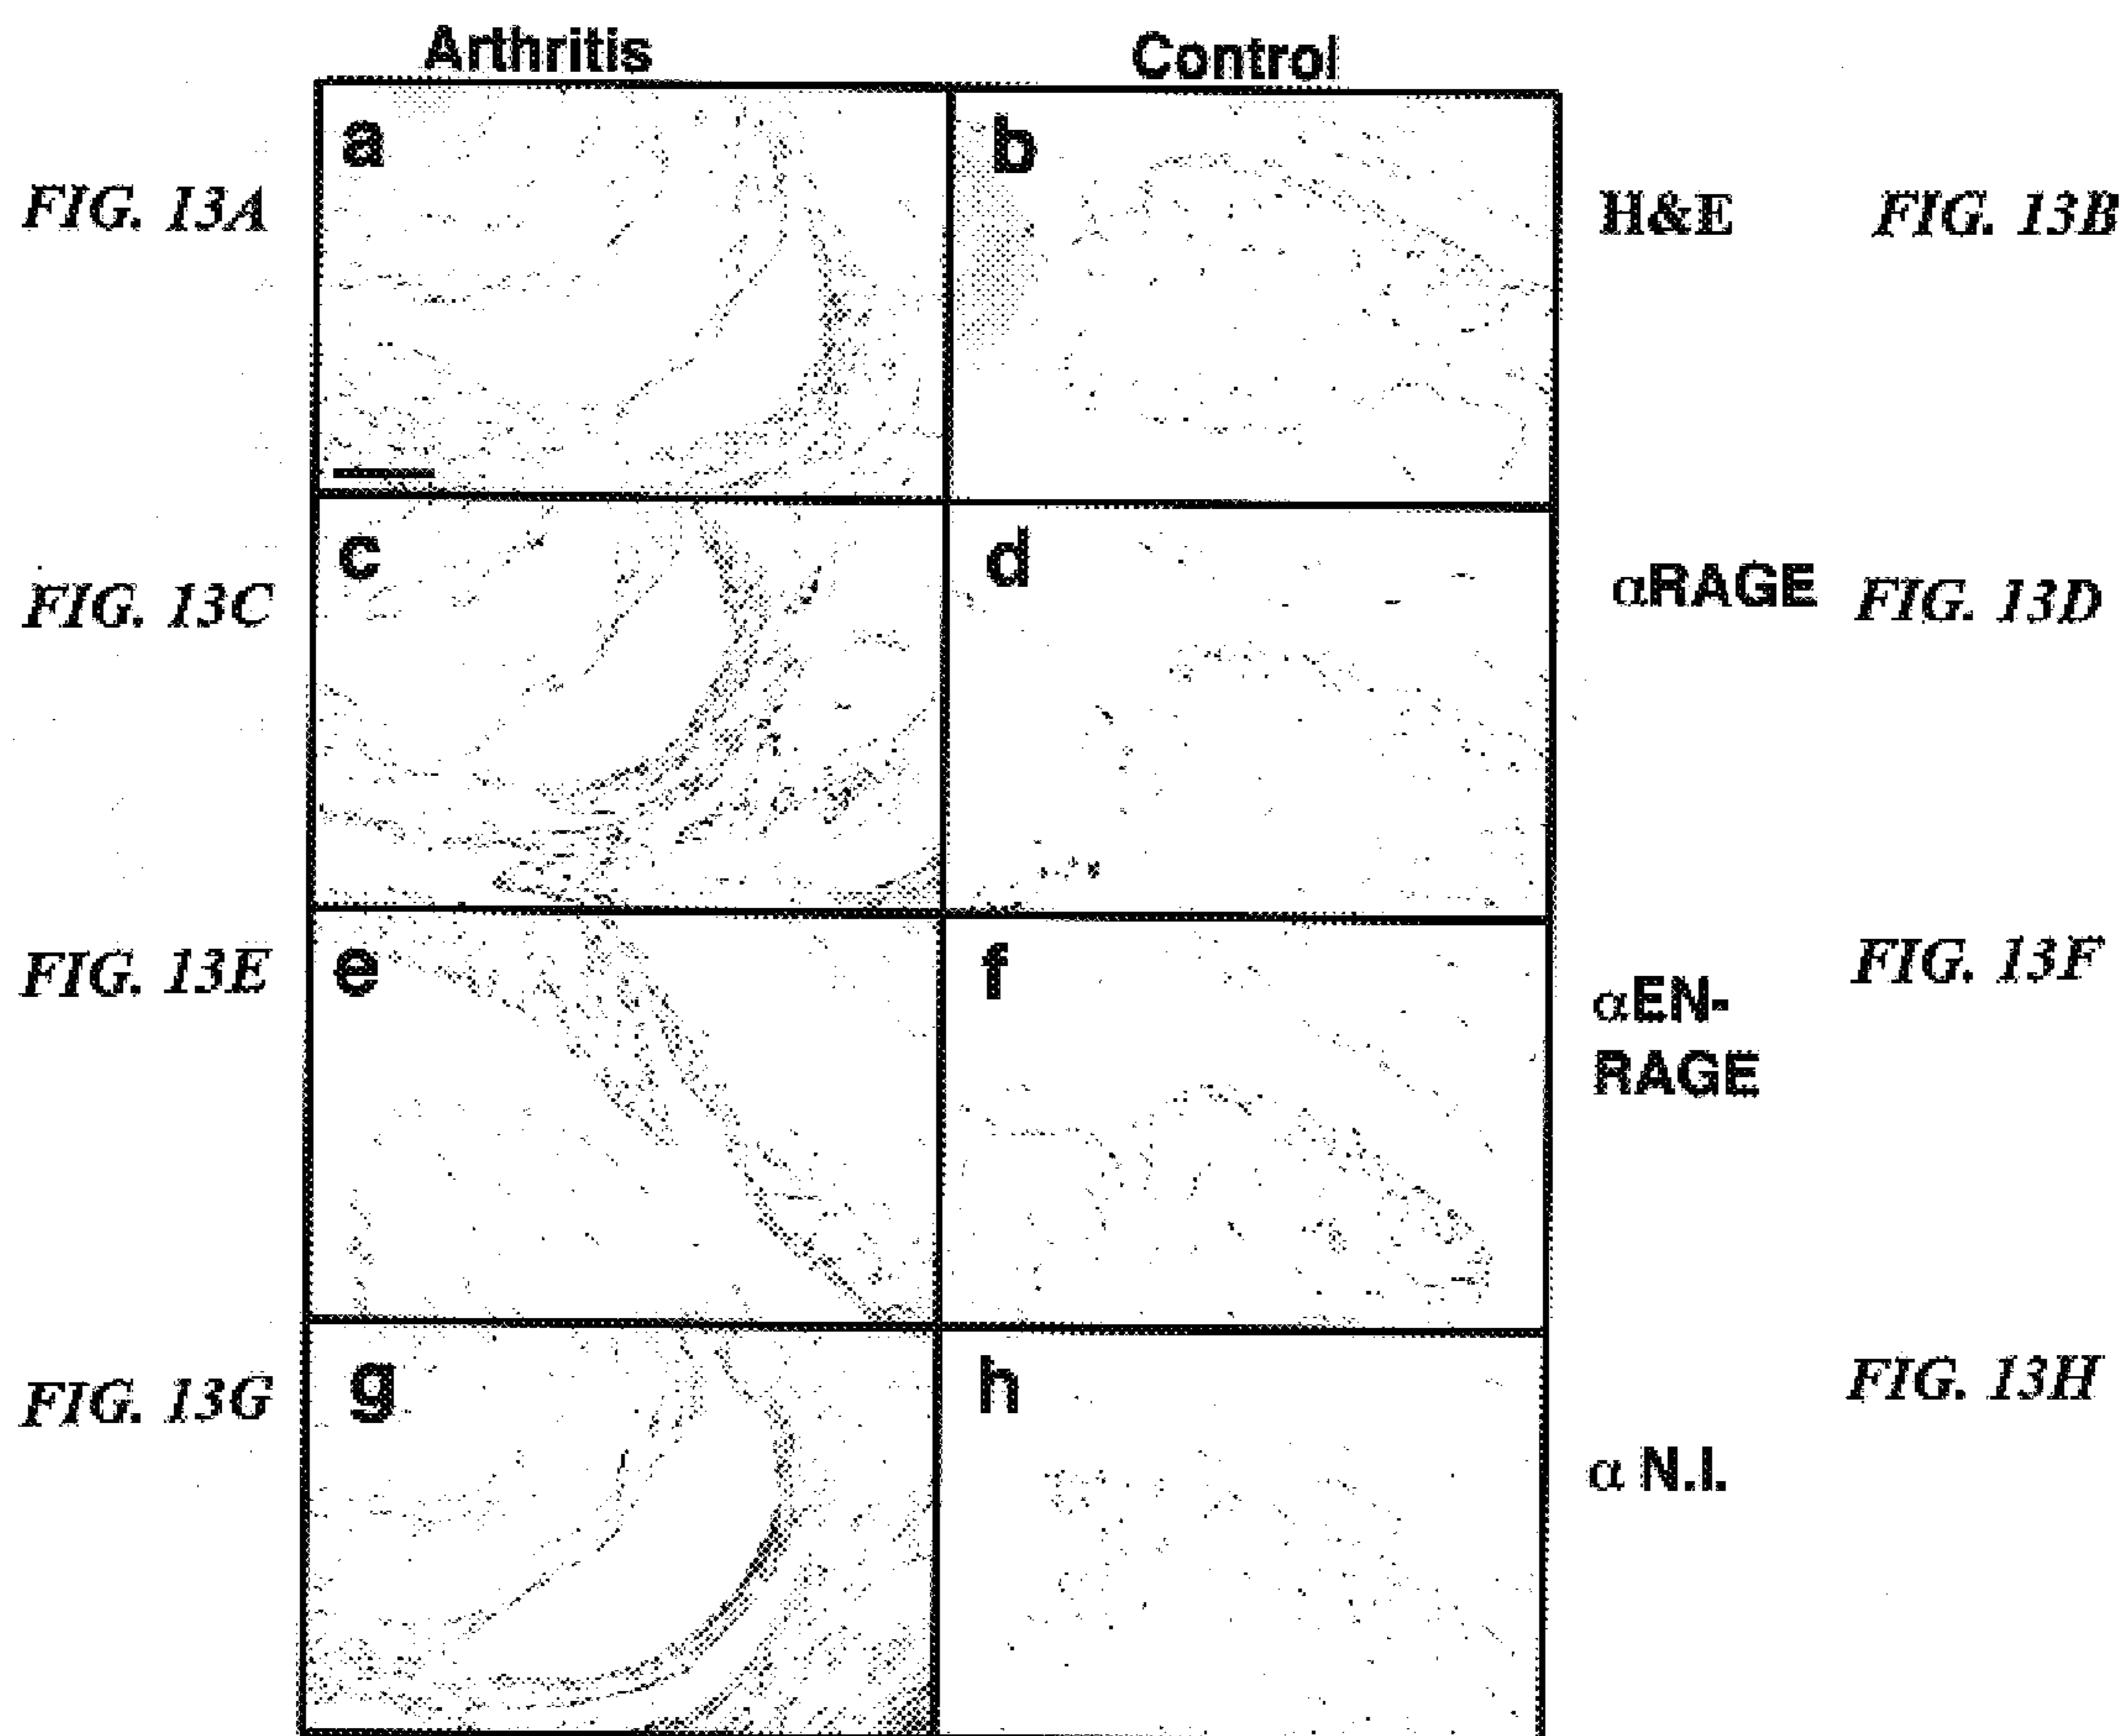 Arthritis Control
FIG. 13A a b H&E FIG. 13B
FIG. 13C c d αRAGE FIG. 13D
FIG. 13E e f αEN- FIG. 13F
RAGE
FIG. 13G g h α N.I. FIG. 13H